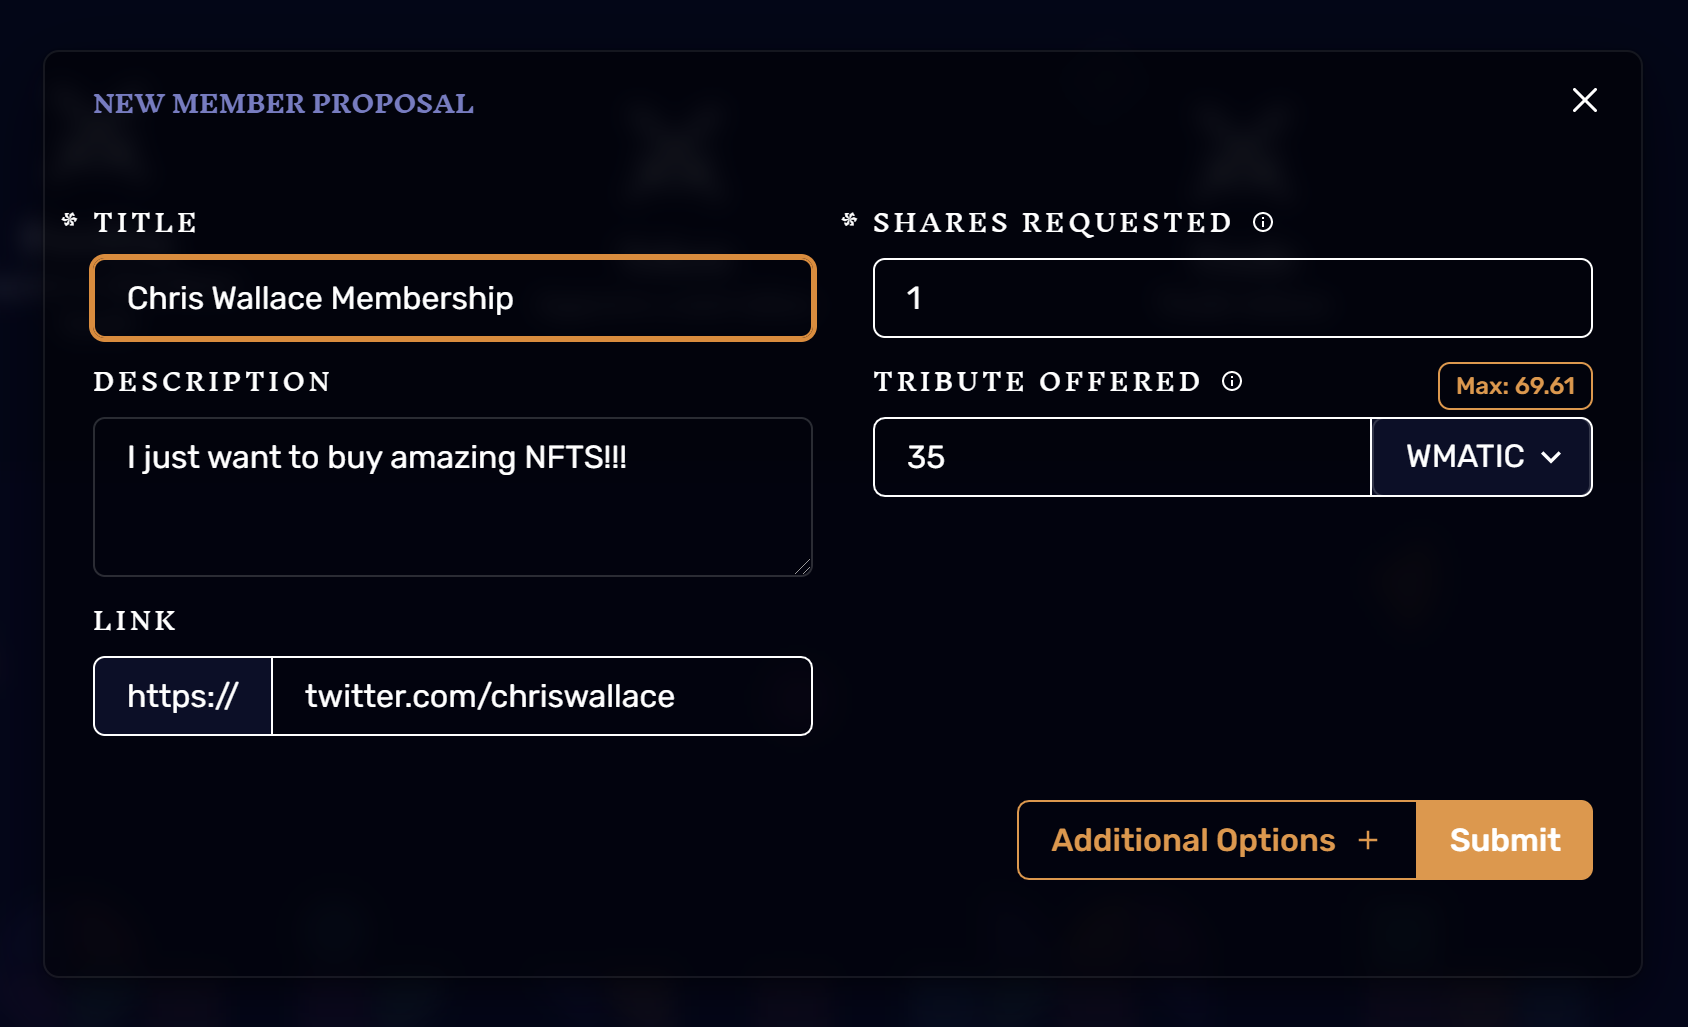 NEW MEMBER PROPOSAL
* TITLE
Chris Wallace Membership
DESCRIPTION
I just want to buy amazing NFTS!!!
LINK
https://
twitter.com/chriswallace
* SHARES REQUESTED
1
TRIBUTE OFFERED
Max: 69.61
35
WMATIC
Additional Options +
Submit